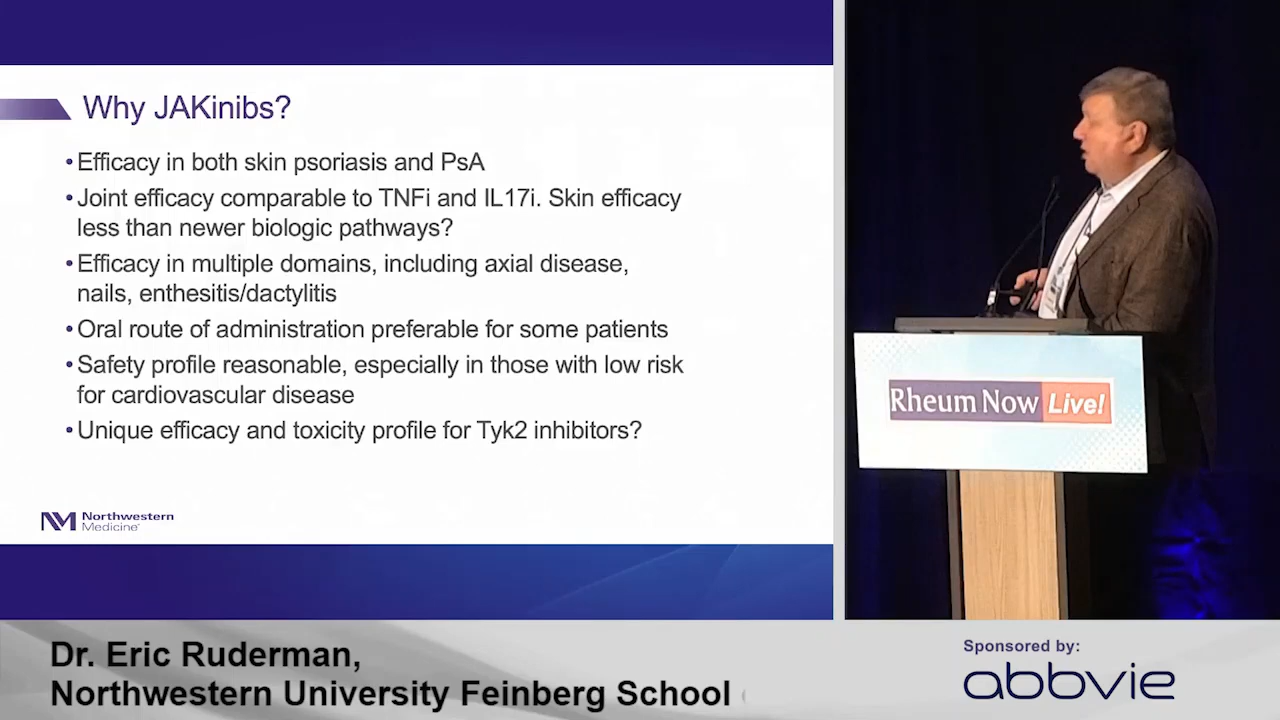 Why JAKinibs?
•Efficacy in both skin psoriasis and PsA
•Joint efficacy comparable to TNFi and IL17i. Skin efficacy
less than newer biologic pathways?
•Efficacy in multiple domains, including axial disease,
nails, enthesitis/dactylitis
•Oral route of administration preferable for some patients
•Safety profile reasonable, especially in those with low risk
for cardiovascular disease
•Unique efficacy and toxicity profile for Tyk2 inhibitors?
Northwestern
Medicine
Rheum Now Live!
Dr. Eric Ruderman,
Northwestern University Feinberg School
Sponsored by:
abbvie